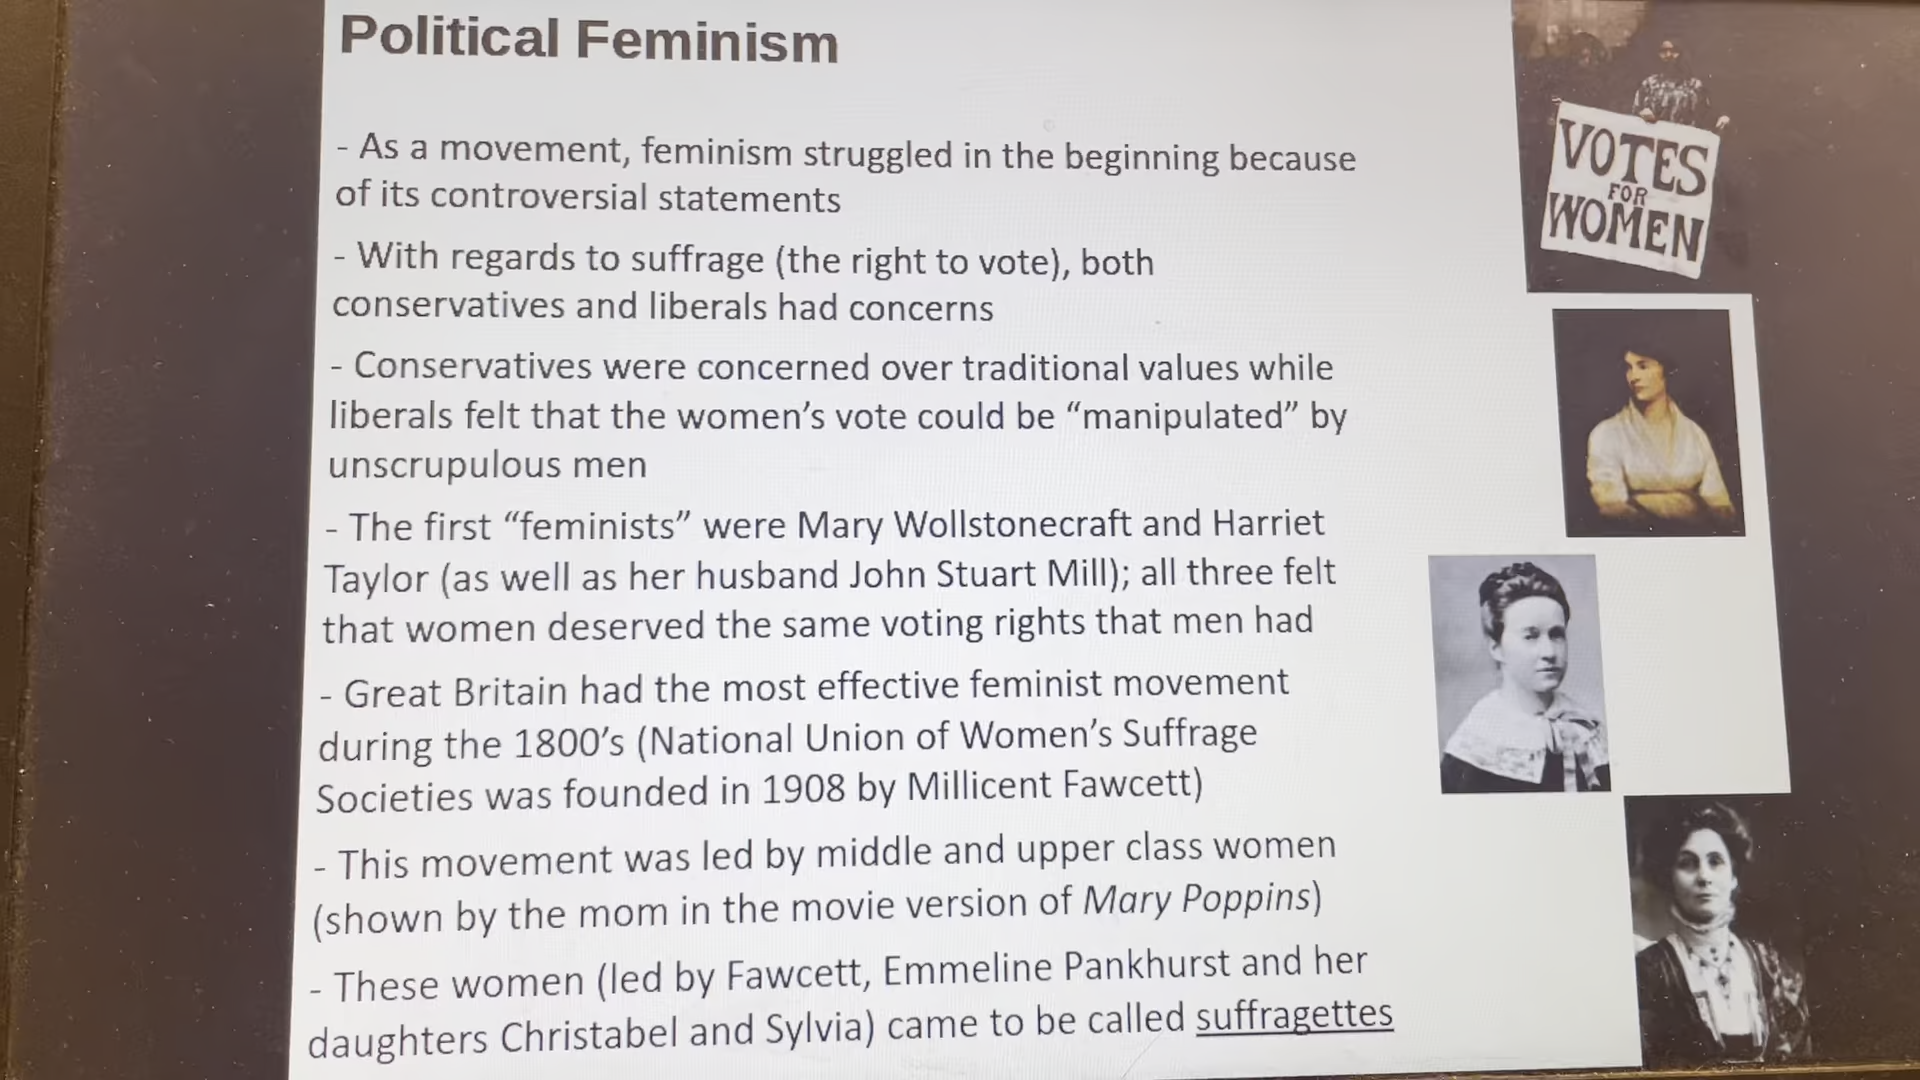 Political Feminism
- As a movement, feminism struggled in the beginning because
of its controversial statements
- With regards to suffrage (the right to vote), both
conservatives and liberals had concerns
- Conservatives were concerned over traditional values while
liberals felt that the women’s vote could be “manipulated” by
unscrupulous men
- The first “feminists” were Mary Wollstonecraft and Harriet
Taylor (as well as her husband John Stuart Mill); all three felt
that women deserved the same voting rights that men had
- Great Britain had the most effective feminist movement
during the 1800’s (National Union of Women’s Suffrage
Societies was founded in 1908 by Millicent Fawcett)
- This movement was led by middle and upper class women
(shown by the mom in the movie version of Mary Poppins)
- These women (led by Fawcett, Emmeline Pankhurst and her
daughters Christabel and Sylvia) came to be called suffragettes
VOTES
FOR
WOMEN